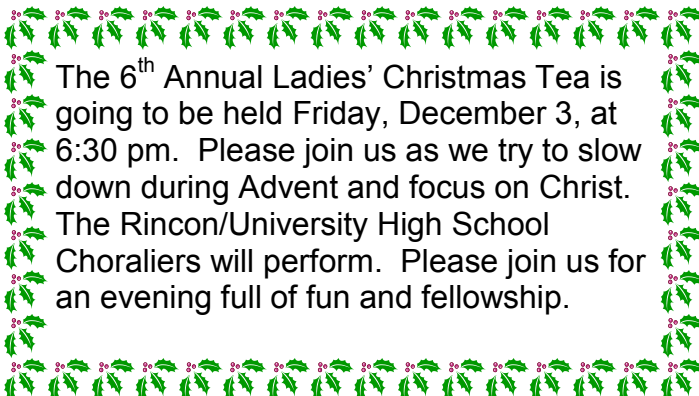 The 6th Annual Ladies’ Christmas Tea is
going to be held Friday, December 3, at
6:30 pm.  Please join us as we try to slow
down during Advent and focus on Christ.
The Rincon/University High School
Choraliers will perform.  Please join us for
an evening full of fun and fellowship.